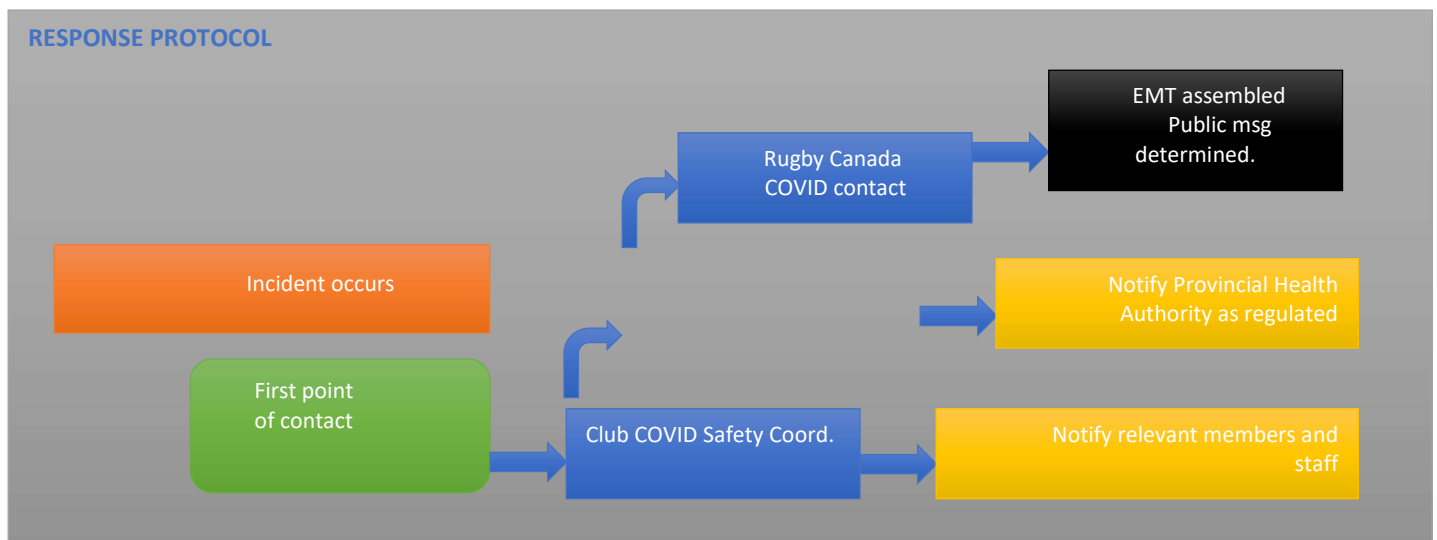 RESPONSE PROTOCOL
EMT assembled
Public msg
determined.
Rugby Canada
COVID contact
Incident occurs
Notify Provincial Health
Authority as regulated
First point
of contact
Club COVID Safety Coord.
Notify relevant members and
staff